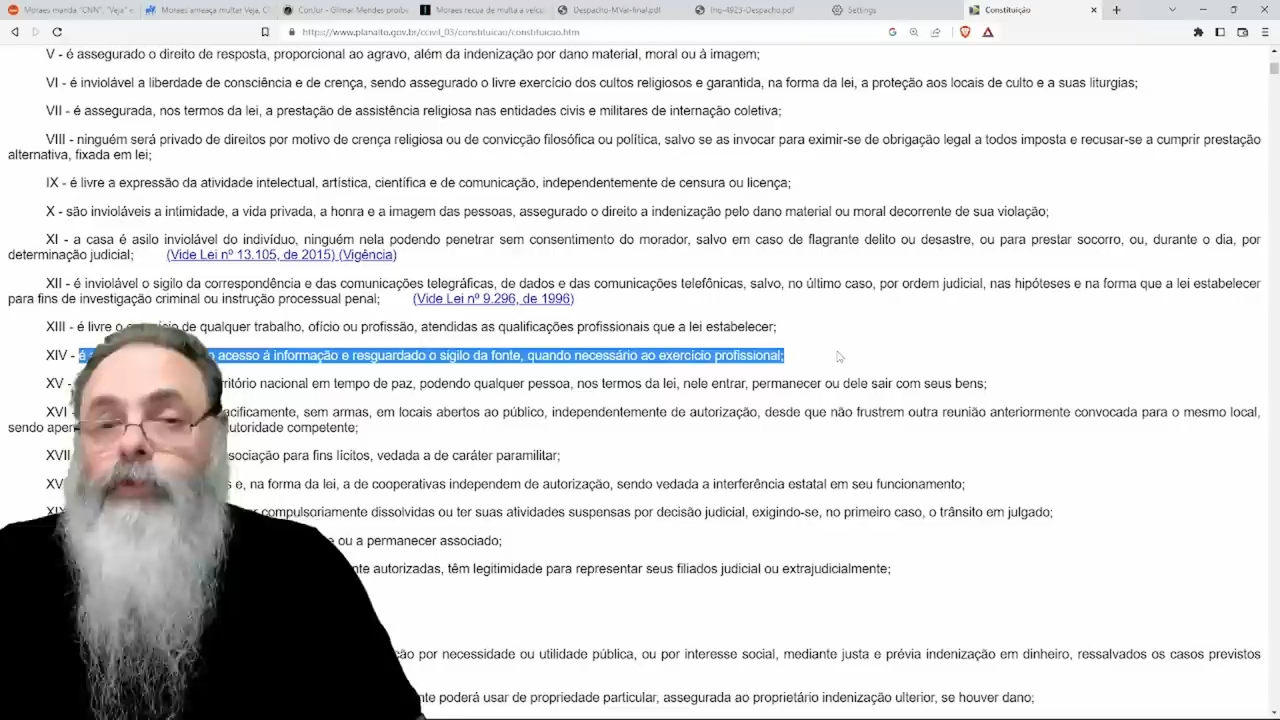 Moraes manda "CNN", "Veja" e
Moraes ameaça multar Veja, C
ConJur - Gilmar Mendes proíbe
Moraes recua de multa a veícu
Despacho-MVar-final.pdf
Inq-4923-Despacho.pdf
Settings
Constituição
https://www.planalto.gov.br/ccivil_03/constituicao/constituicao.htm
V - é assegurado o direito de resposta, proporcional ao agravo, além da indenização por dano material, moral ou à imagem;
VI - é inviolável a liberdade de consciência e de crença, sendo assegurado o livre exercício dos cultos religiosos e garantida, na forma da lei, a proteção aos locais de culto e a suas liturgias;
VII - é assegurada, nos termos da lei, a prestação de assistência religiosa nas entidades civis e militares de internação coletiva;
VIII - ninguém será privado de direitos por motivo de crença religiosa ou de convicção filosófica ou política, salvo se as invocar para eximir-se de obrigação legal a todos imposta e recusar-se a cumprir prestação
alternativa, fixada em lei;
IX - é livre a expressão da atividade intelectual, artística, científica e de comunicação, independentemente de censura ou licença;
X - são invioláveis a intimidade, a vida privada, a honra e a imagem das pessoas, assegurado o direito a indenização pelo dano material ou moral decorrente de sua violação;
XI - a casa é asilo inviolável do indivíduo, ninguém nela podendo penetrar sem consentimento do morador, salvo em caso de flagrante delito ou desastre, ou para prestar socorro, ou, durante o dia, por
determinação judicial; (Vide Lei nº 13.105, de 2015) (Vigência)
XII - é inviolável o sigilo da correspondência e das comunicações telegráficas, de dados e das comunicações telefônicas, salvo, no último caso, por ordem judicial, nas hipóteses e na forma que a lei estabelecer
para fins de investigação criminal ou instrução processual penal; (Vide Lei nº 9.296, de 1996)
XIII - é livre o de qualquer trabalho, ofício ou profissão, atendidas as qualificações profissionais que a lei estabelecer;
XIV - é acesso à informação e resguardado o sigilo da fonte, quando necessário ao exercício profissional;
XV - território nacional em tempo de paz, podendo qualquer pessoa, nos termos da lei, nele entrar, permanecer ou dele sair com seus bens;
XVI pacificamente, sem armas, em locais abertos ao público, independentemente de autorização, desde que não frustrem outra reunião anteriormente convocada para o mesmo local,
sendo autoridade competente;
XVII associação para fins lícitos, vedada a de caráter paramilitar;
e, na forma da lei, a de cooperativas independem de autorização, sendo vedada a interferência estatal em seu funcionamento;
compulsoriamente dissolvidas ou ter suas atividades suspensas por decisão judicial, exigindo-se, no primeiro caso, o trânsito em julgado;
ou a permanecer associado;
autorizadas, têm legitimidade para representar seus filiados judicial ou extrajudicialmente;
por necessidade ou utilidade pública, ou por interesse social, mediante justa e prévia indenização em dinheiro, ressalvados os casos previstos
poderá usar de propriedade particular, assegurada ao proprietário indenização ulterior, se houver dano;